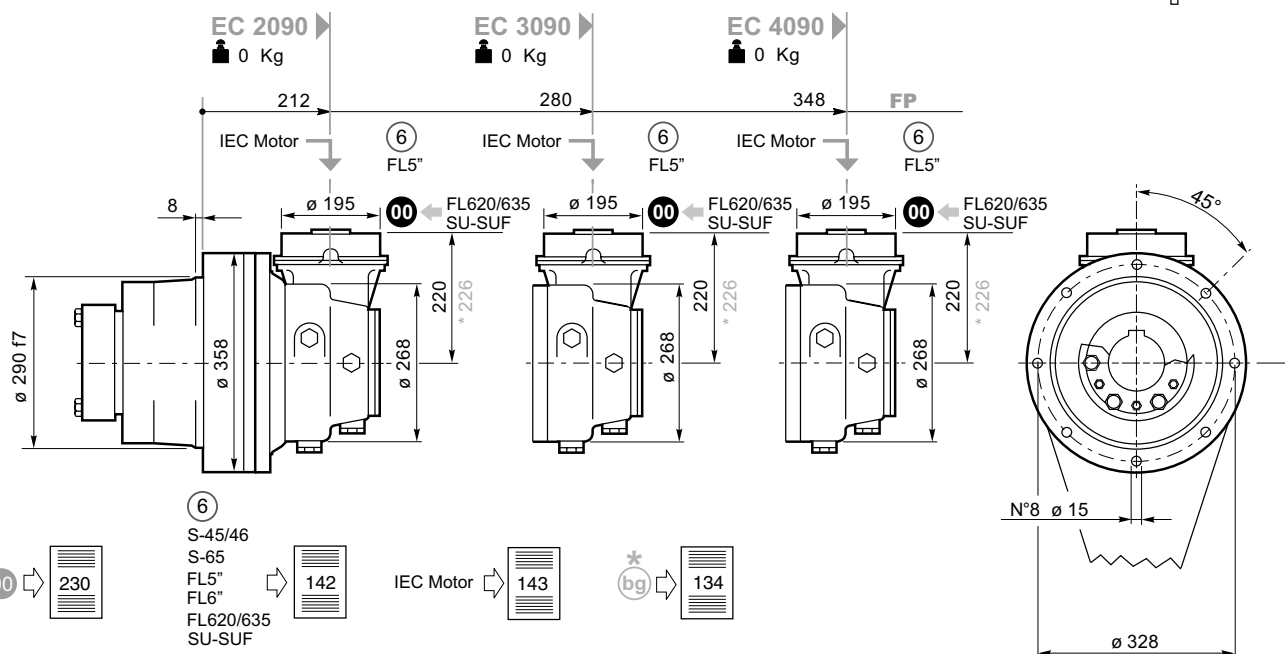 EC 2090
EC 3090
EC 4090
0 Kg
0 Kg
0 Kg
212
280
348
FP
IEC Motor
6
FL5”
IEC Motor
6
FL5”
IEC Motor
6
FL5”
8
ø 195
00
FL620/635
SU-SUF
ø 195
00
FL620/635
SU-SUF
ø 195
00
FL620/635
SU-SUF
45°
ø 290 f7
ø 358
ø 268
220
* 226
ø 268
220
* 226
ø 268
220
* 226
N°8 ø 15
ø 328
00
230
6
S-45/46
S-65
FL5”
FL6”
FL620/635
SU-SUF
142
IEC Motor
143
*
bg
134